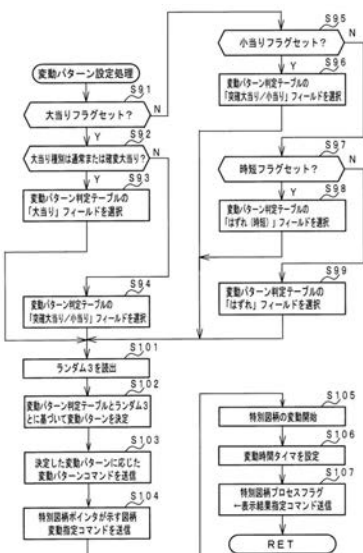 変動パターン設定処理
S91
大当りフラグセット?
N
Y
S92
大当り種別は通常または確変大当り?
N
Y
S93
変動パターン判定テーブルの
「大当り」フィールドを選択
S94
変動パターン判定テーブルの
「突確大当り/小当り」フィールドを選択
S95
小当りフラグセット?
N
Y
S96
変動パターン判定テーブルの
「突確大当り/小当り」フィールドを選択
S97
時短フラグセット?
N
Y
S98
変動パターン判定テーブルの
「はずれ(時短)」フィールドを選択
S99
変動パターン判定テーブルの
「はずれ」フィールドを選択
S101
ランダム3を読出
S102
変動パターン判定テーブルとランダム3
とに基づいて変動パターンを決定
S103
決定した変動パターンに応じた
変動パターンコマンドを送信
S104
特別図柄ポインタが示す図柄
変動指定コマンドを送信
S105
特別図柄の変動開始
S106
変動時間タイマを設定
S107
特別図柄プロセスフラグ
←表示結果指定コマンド送信
RET